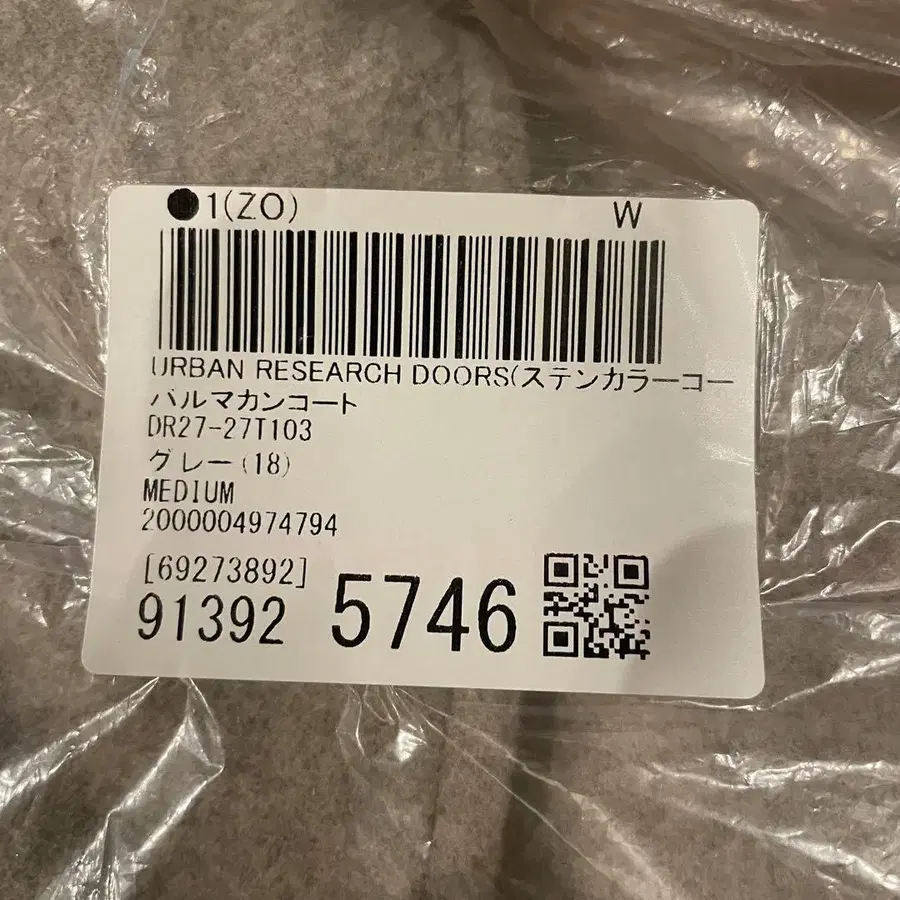 ●1(ZO) W
URBAN RESEARCH DOORS(ステンカラーコー
バルマカンコート
DR27-27T103
グレー(18)
MEDIUM
2000004974794
[69273892]
91392 5746